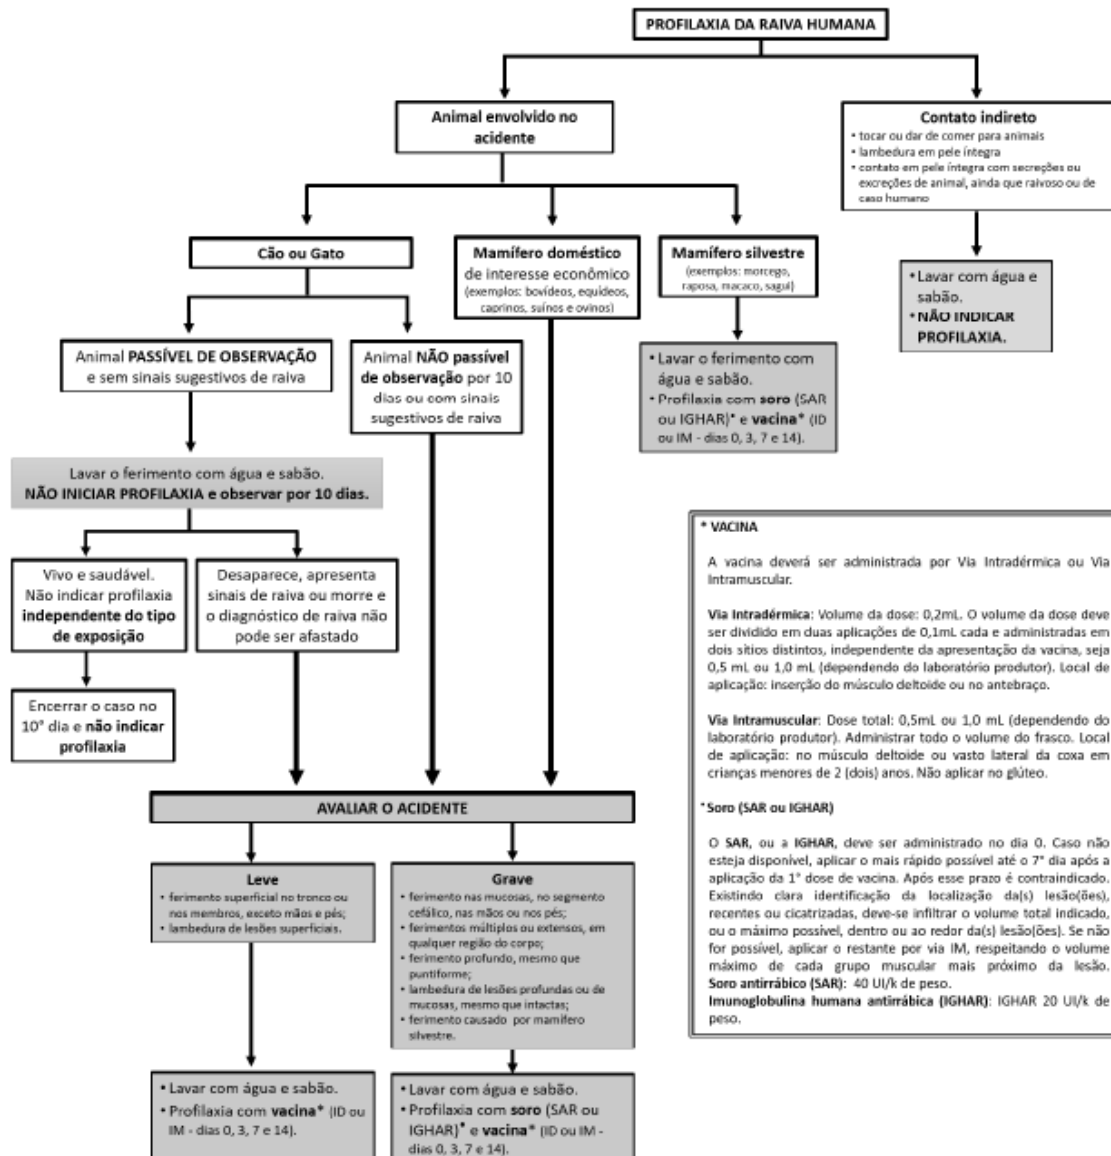 PROFILAXIA DA RAIVA HUMANA
Animal envolvido no
acidente
Contato indireto
• tocar ou dar de comer para animais
• lambedura em pele íntegra
• contato em pele íntegra com secreções ou
excreções de animal, ainda que raivoso ou de
caso humano
Cão ou Gato
Mamífero doméstico
de interesse econômico
(exemplos: bovídeos, equídeos,
caprinos, suínos e ovinos)
Mamífero silvestre
(exemplos: morcego,
raposa, macaco, sagui)
• Lavar com água e
sabão.
• NÃO INDICAR
PROFILAXIA.
Animal PASSÍVEL DE OBSERVAÇÃO
e sem sinais sugestivos de raiva
Animal NÃO passível
de observação por 10
dias ou com sinais
sugestivos de raiva
• Lavar o ferimento com
água e sabão.
• Profilaxia com soro (SAR
ou IGHAR)• e vacina* (ID
ou IM - dias 0, 3, 7 e 14).
Lavar o ferimento com água e sabão.
NÃO INICIAR PROFILAXIA e observar por 10 dias.
Vivo e saudável.
Não indicar profilaxia
independente do tipo
de exposição
Desaparece, apresenta
sinais de raiva ou morre e
o diagnóstico de raiva não
pode ser afastado
Encerrar o caso no
10° dia e não indicar
profilaxia
AVALIAR O ACIDENTE
Leve
• ferimento superficial no tronco ou
nos membros, exceto mãos e pés;
• lambedura de lesões superficiais.
Grave
• ferimento nas mucosas, no segmento
cefálico, nas mãos ou nos pés;
• ferimentos múltiplos ou extensos, em
qualquer região do corpo;
• ferimento profundo, mesmo que
puntiforme;
• lambedura de lesões profundas ou de
mucosas, mesmo que intactas;
• ferimento causado por mamífero
silvestre.
• Lavar com água e sabão.
• Profilaxia com vacina* (ID ou
IM - dias 0, 3, 7 e 14).
• Lavar com água e sabão.
• Profilaxia com soro (SAR ou
IGHAR)• e vacina* (ID ou IM -
dias 0, 3, 7 e 14).
* VACINA
A vacina deverá ser administrada por Via Intradérmica ou Via
Intramuscular.
Via Intradérmica: Volume da dose: 0,2mL. O volume da dose deve
ser dividido em duas aplicações de 0,1mL cada e administradas em
dois sítios distintos, independente da apresentação da vacina, seja
0,5 mL ou 1,0 mL (dependendo do laboratório produtor). Local de
aplicação: inserção do músculo deltoide ou no antebraço.
Via Intramuscular: Dose total: 0,5mL ou 1,0 mL (dependendo do
laboratório produtor). Administrar todo o volume do frasco. Local
de aplicação: no músculo deltoide ou vasto lateral da coxa em
crianças menores de 2 (dois) anos. Não aplicar no glúteo.
•Soro (SAR ou IGHAR)
O SAR, ou a IGHAR, deve ser administrado no dia 0. Caso não
esteja disponível, aplicar o mais rápido possível até o 7° dia após a
aplicação da 1° dose de vacina. Após esse prazo é contraindicado.
Existindo clara identificação da localização da(s) lesão(ões),
recentes ou cicatrizadas, deve-se infiltrar o volume total indicado,
ou o máximo possível, dentro ou ao redor da(s) lesão(ões). Se não
for possível, aplicar o restante por via IM, respeitando o volume
máximo de cada grupo muscular mais próximo da lesão.
Soro antirrábico (SAR): 40 UI/k de peso.
Imunoglobulina humana antirrábica (IGHAR): IGHAR 20 UI/k de
peso.